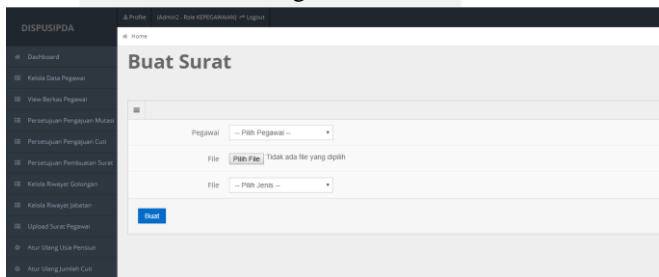 DISPUSIPDA
Profile (Admin2 - Role KEPEGAWAIAN) Logout
Home
Dashboard
Kelola Data Pegawai
View Berkas Pegawai
Persetujuan Pengajuan Mutasi
Persetujuan Pengajuan Cuti
Persetujuan Pembuatan Surat
Kelola Riwayat Golongan
Kelola Riwayat Jabatan
Upload Surat Pegawai
Atur Ulang Usia Pensiun
Atur Ulang Jumlah Cuti
Buat Surat
Pegawai -- Pilih Pegawai --
File Pilih File Tidak ada file yang dipilih
File -- Pilih Jenis --
Buat